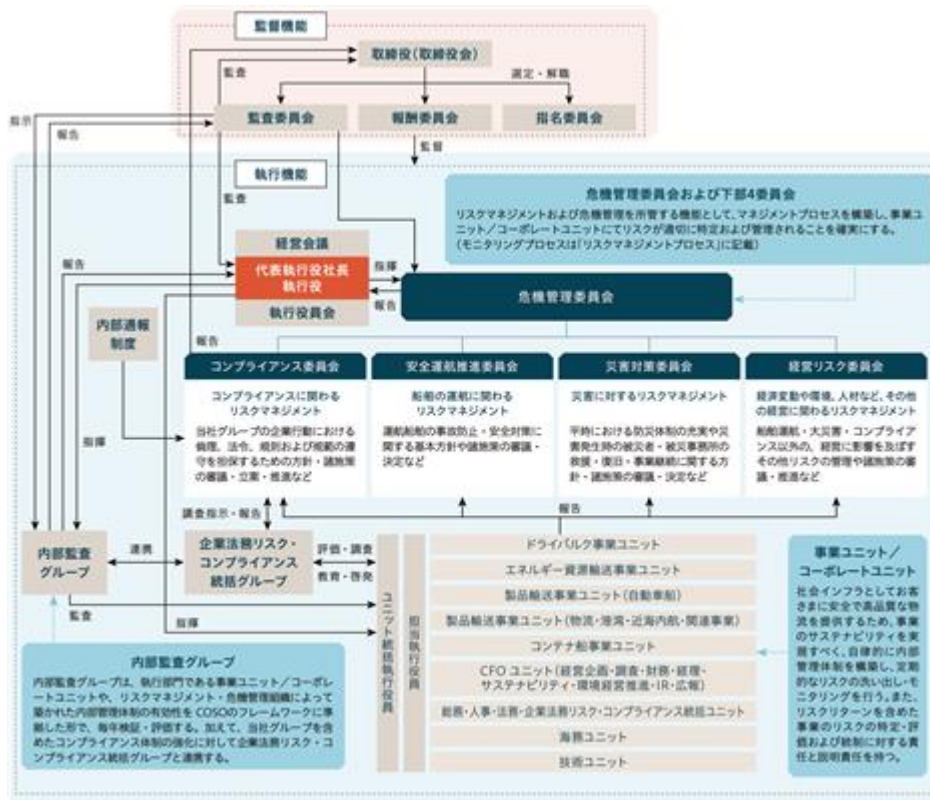 監督機能
取締役(取締役会)
監査
選定・解職
監査委員会
報酬委員会
指名委員会
指示
報告
監督
執行機能
監査
危機管理委員会および下部4委員会
リスクマネジメントおよび危機管理を所管する機能として、マネジメントプロセスを構築し、事業ユ
ニット/コーポレートユニットにてリスクが適切に特定および管理されることを確実にする。
(モニタリングプロセスは「リスクマネジメントプロセス」に記載)
経営会議
報告
代表執行役社長
執行役
指揮
報告
危機管理委員会
執行役員会
内部通報
制度
報告
コンプライアンス委員会
安全運航推進委員会
災害対策委員会
経営リスク委員会
コンプライアンスに関わる
リスクマネジメント
当社グループの企業行動における
倫理、法令、規則および規範の遵
守を担保するための方針・諸施策
の審議・立案・推進など
船舶の運航に関わる
リスクマネジメント
運航船舶の事故防止・安全対策に
関する基本方針や諸施策の審議・
決定など
災害に対するリスクマネジメント
平時における防災体制の充実や災
害発生時の被災者・被災事務所の
救援・復旧・事業継続に関する方
針・諸施策の審議・決定など
経済変動や環境、人材など、その他
の経営に関わるリスクマネジメント
船舶運航・大災害・コンプライア
ンス以外の、経営に影響を及ぼす
その他リスクの管理や諸施策の審
議・推進など
指揮
調査指示・報告
報告
内部監査
グループ
連携
企業法務リスク・
コンプライアンス
統括グループ
評価・調査
教育・啓発
監査
指揮
ユニット統括執行役員
担当執行役員
ドライバルク事業ユニット
エネルギー資源輸送事業ユニット
製品輸送事業ユニット(自動車船)
製品輸送事業ユニット(物流・港湾・近海内航・関連事業)
コンテナ船事業ユニット
CFOユニット(経営企画・調査・財務・経理・
サステナビリティ・環境経営推進・IR・広報)
総務・人事・法務・企業法務リスク・コンプライアンス統括ユニット
海務ユニット
技術ユニット
事業ユニット/
コーポレートユニット
社会インフラとしてお客
さまに安全で高品質な物
流を提供するため、事業
のサステナビリティを実
現すべく、自律的に内部
管理体制を構築し、定期
的なリスクの洗い出し・モ
ニタリングを行う。また、
リスクリターンを含めた
事業のリスクの特定・評
価および統制に対する責
任と説明責任を持つ。
内部監査グループ
内部監査グループは、執行部門である事業ユニット/コーポ
レートユニットや、リスクマネジメント・危機管理組織によって
築かれた内部管理体制の有効性をCOSOのフレームワークに準
拠した形で、毎年検証・評価する。加えて、当社グループを含
めたコンプライアンス体制の強化に対して企業法務リスク・コ
ンプライアンス統括グループと連携する。